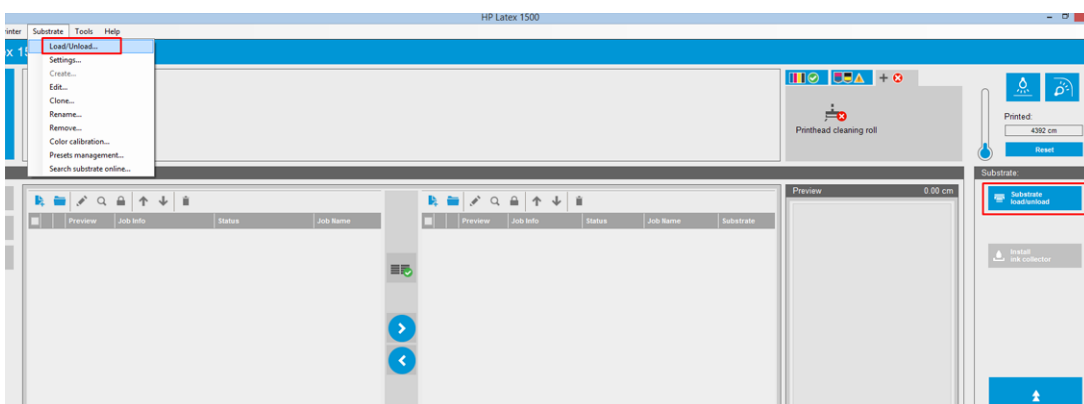 HP Latex 1500
rinter Substrate Tools Help
x 1
Load/Unload...
Settings...
Create...
Edit...
Clone...
Rename...
Remove...
Color calibration...
Presets management...
Search substrate online...
Printhead cleaning roll
Printed:
4392 cm
Reset
Substrate:
Substrate
load/unload
Install
ink collector
Preview Job Info Status Job Name
Preview Job Info Status Job Name Substrate
Preview 0.00 cm